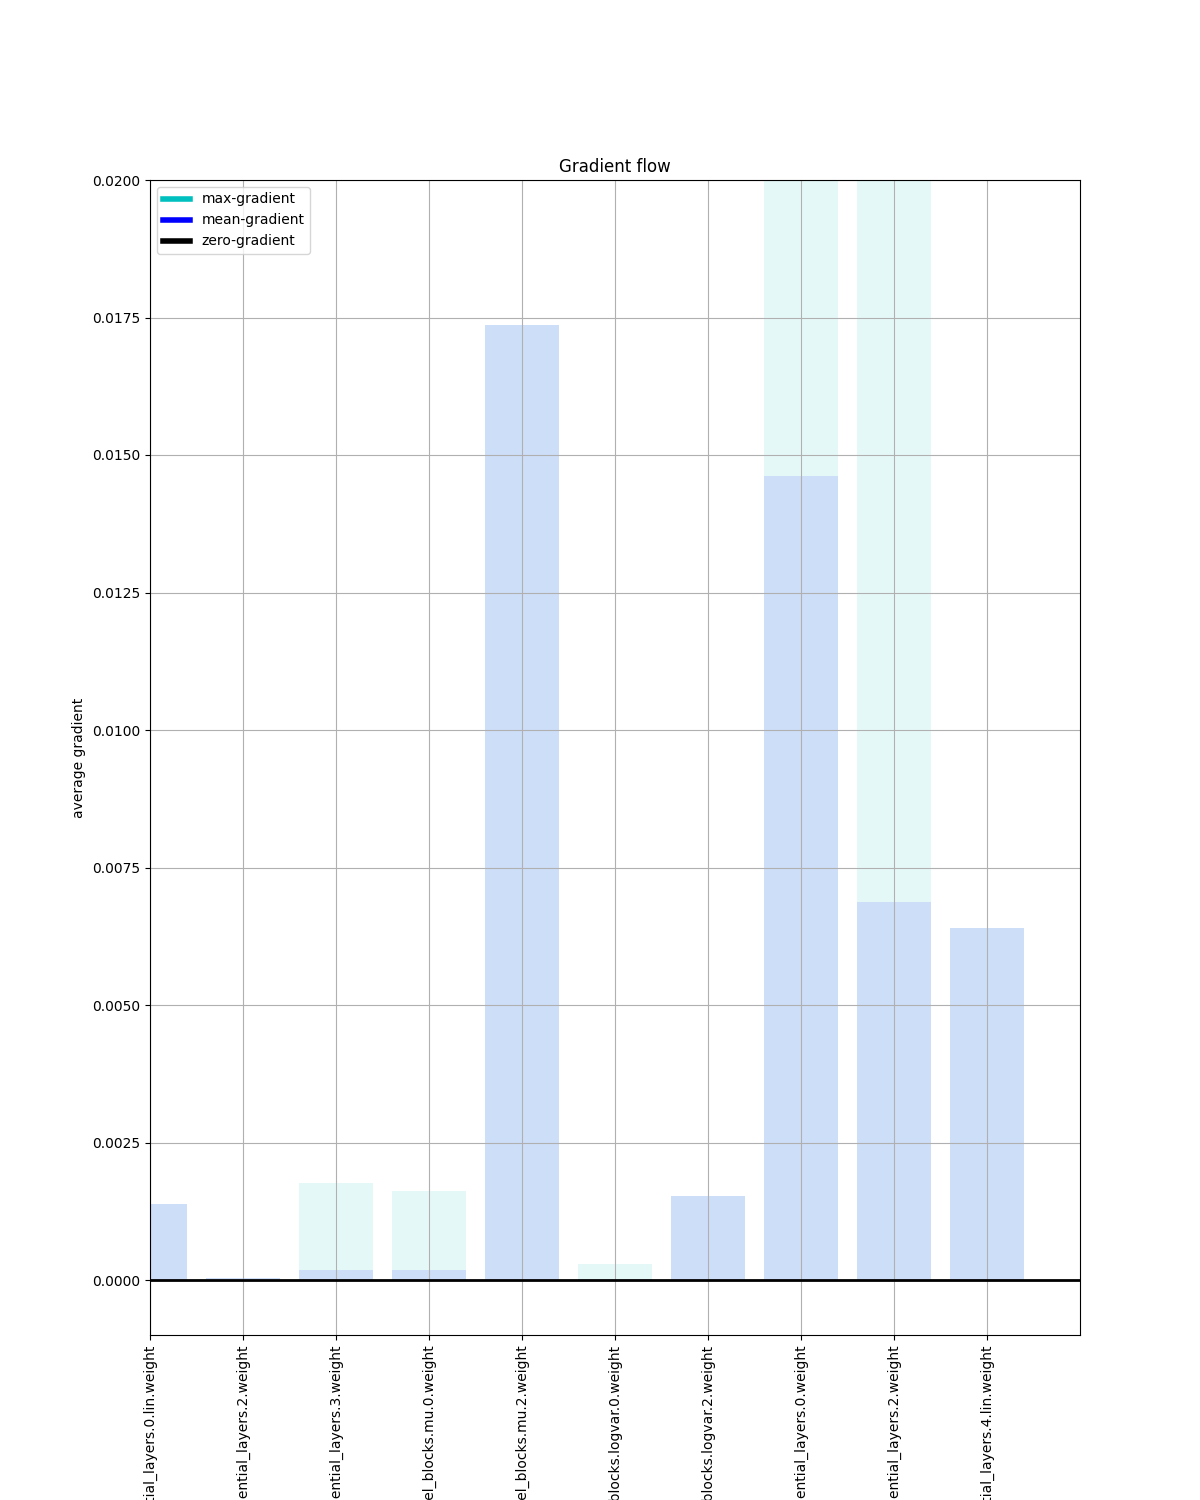 Gradient flow
max-gradient
mean-gradient
zero-gradient
average gradient
0.0200
0.0175
0.0150
0.0125
0.0100
0.0075
0.0050
0.0025
0.0000
tial_layers.0.lin.weight
ential_layers.2.weight
ential_layers.3.weight
el_blocks.mu.0.weight
el_blocks.mu.2.weight
blocks.logvar.0.weight
blocks.logvar.2.weight
ential_layers.0.weight
ential_layers.2.weight
tial_layers.4.lin.weight